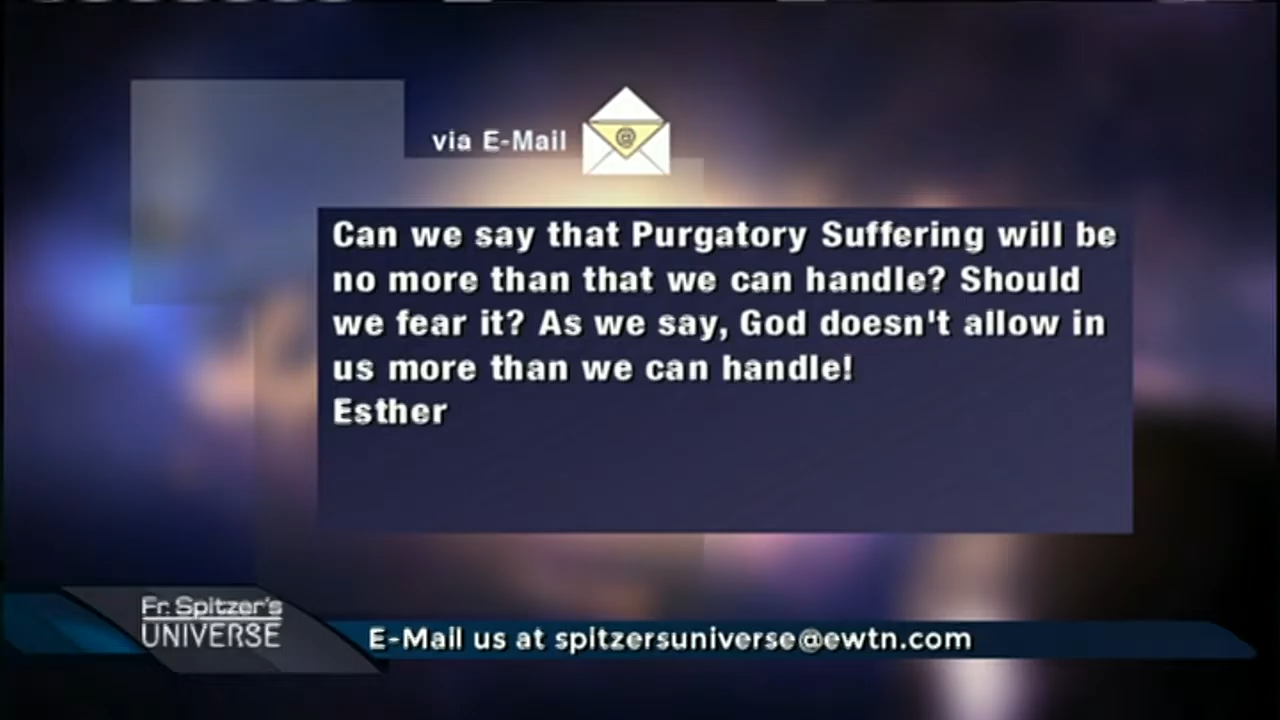 via E-Mail
@
Can we say that Purgatory Suffering will be
no more than that we can handle? Should
we fear it? As we say, God doesn't allow in
us more than we can handle!
Esther
Fr. Spitzer's
UNIVERSE
E-Mail us at spitzersuniverse@ewtn.com